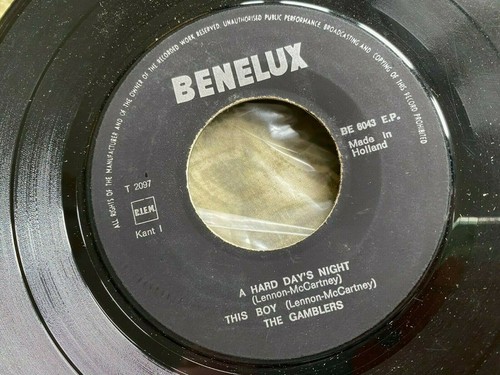 ALL RIGHTS OF THE MANUFACTURER AND OF THE OWNER OF THE RECORDED WORK RESERVED. UNAUTHORISED PUBLIC PERFORMANCE, BROADCASTING AND COPYING OF THIS RECORD PROHIBITED
BENELUX
BE 6043 E.P.
Made in
Holland
T 2097
B.I.E.M.
Kant I
A HARD DAY'S NIGHT
(Lennon-McCartney)
THIS BOY (Lennon-McCartney)
THE GAMBLERS